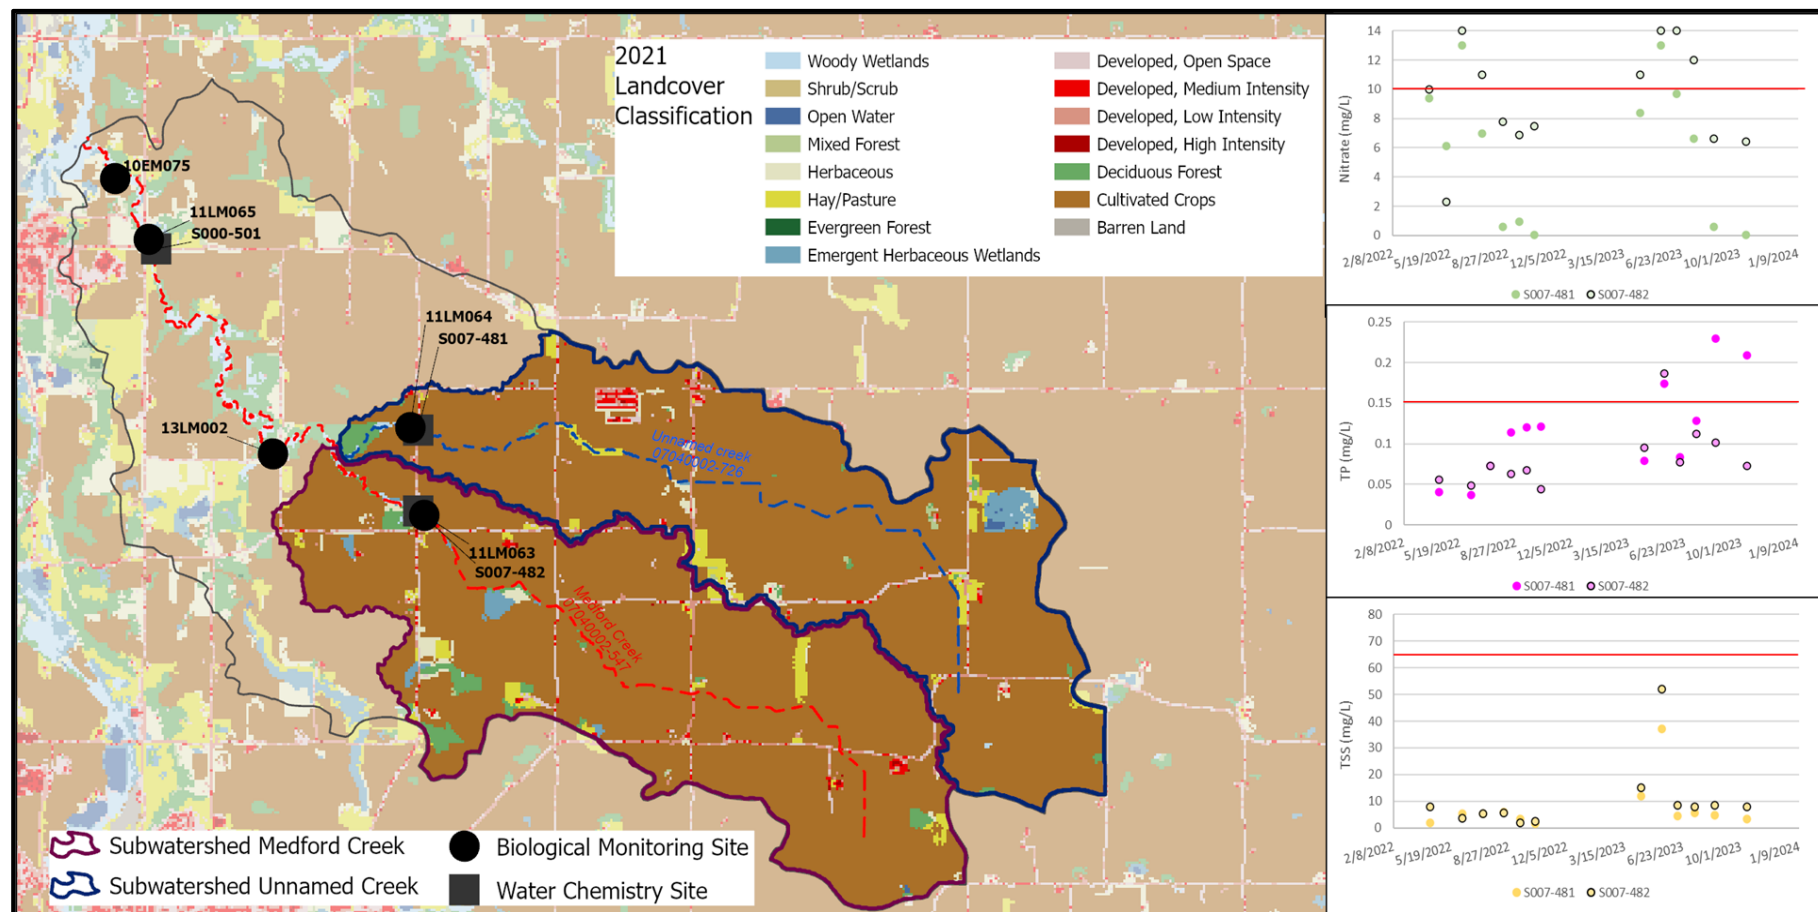 2021
Landcover
Classification
Woody Wetlands
Shrub/Scrub
Open Water
Mixed Forest
Herbaceous
Hay/Pasture
Evergreen Forest
Emergent Herbaceous Wetlands
Developed, Open Space
Developed, Medium Intensity
Developed, Low Intensity
Developed, High Intensity
Deciduous Forest
Cultivated Crops
Barren Land
10EM075
11LM065
S000-501
11LM064
S007-481
13LM002
Unnamed creek
07040002-726
11LM063
S007-482
Medford Creek
07040002-547
Subwatershed Medford Creek
Subwatershed Unnamed Creek
Biological Monitoring Site
Water Chemistry Site
Nitrate (mg/L)
14
12
10
8
6
4
2
0
2/8/2022 5/19/2022 8/27/2022 12/5/2022 3/15/2023 6/23/2023 10/1/2023 1/9/2024
S007-481 S007-482
TP (mg/L)
0.25
0.2
0.15
0.1
0.05
0
2/8/2022 5/19/2022 8/27/2022 12/5/2022 3/15/2023 6/23/2023 10/1/2023 1/9/2024
S007-481 S007-482
TSS (mg/L)
80
70
60
50
40
30
20
10
0
2/8/2022 5/19/2022 8/27/2022 12/5/2022 3/15/2023 6/23/2023 10/1/2023 1/9/2024
S007-481 S007-482